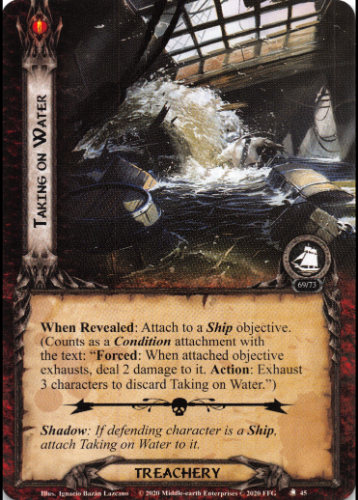 TAKING ON WATER
69/73
When Revealed: Attach to a Ship objective.
(Counts as a Condition attachment with
the text: “Forced: When attached objective
exhausts, deal 2 damage to it. Action: Exhaust
3 characters to discard Taking on Water.”)
Shadow: If defending character is a Ship,
attach Taking on Water to it.
TREACHERY
Illus. Ignacio Bazán Lazcano © 2020 Middle-earth Enterprises © 2020 FFG 45